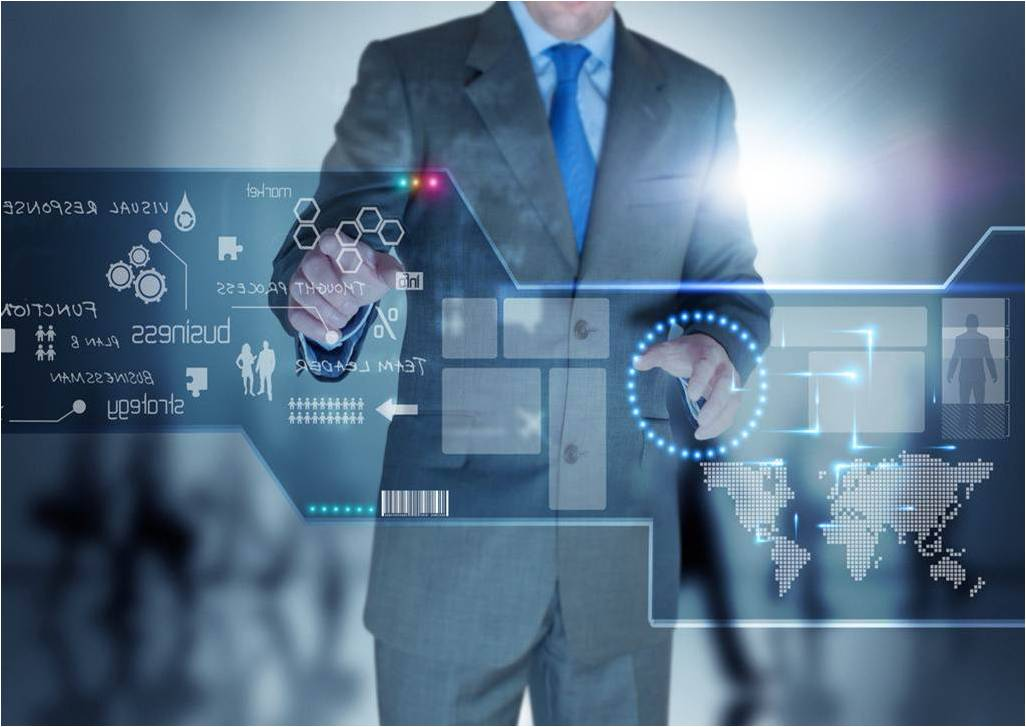 market
VISUAL RESPONSE
info
THOUGHT PROCESS
FUNCTION
%
business
PLAN B
TEAM LEADER
BUSINESSMAN
strategy